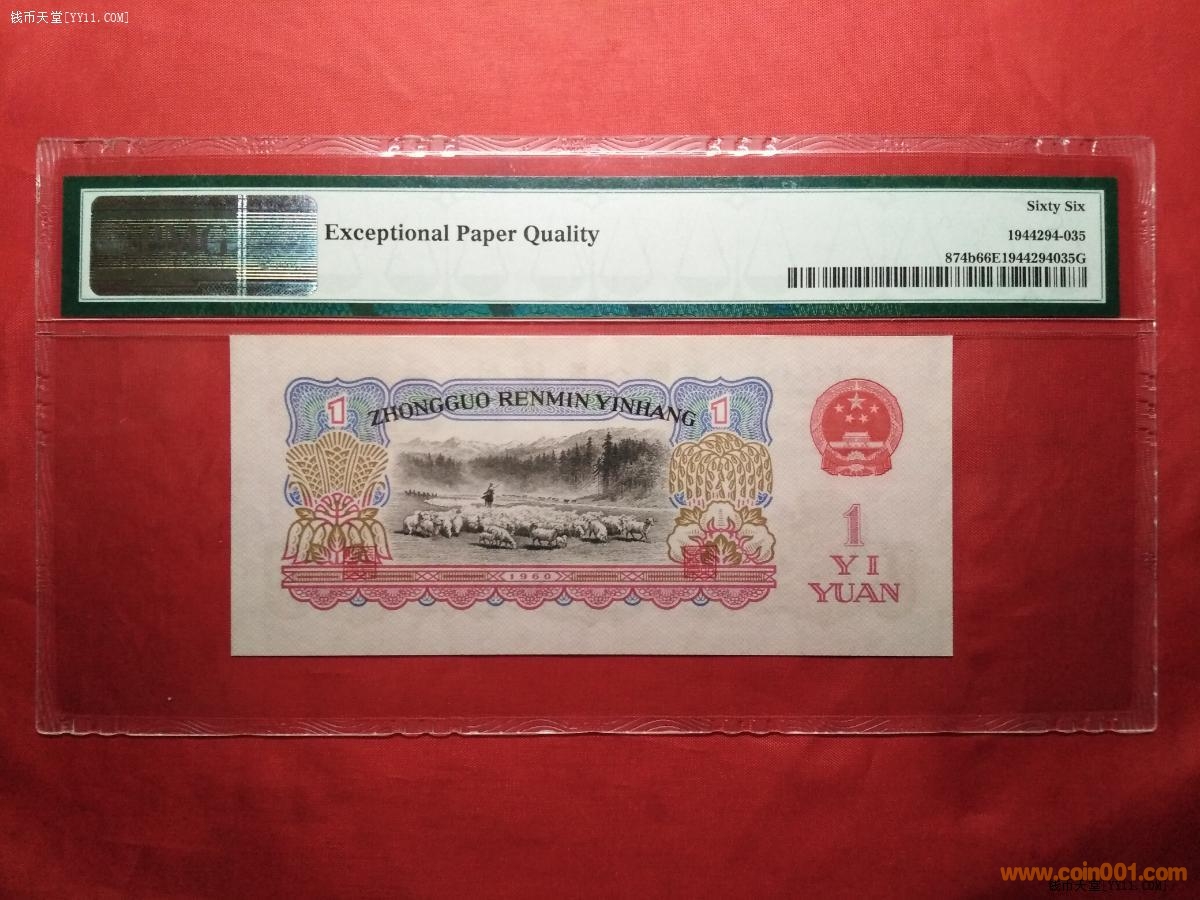 钱币天堂[YY11.COM]
PMG
Exceptional Paper Quality
Sixty Six
1944294-035
874b66E1944294035G
ZHONGGUO RENMIN YINHANG
1
1
1960
1
YI
YUAN
www.coin001.com
钱币天堂[YY11.COM]